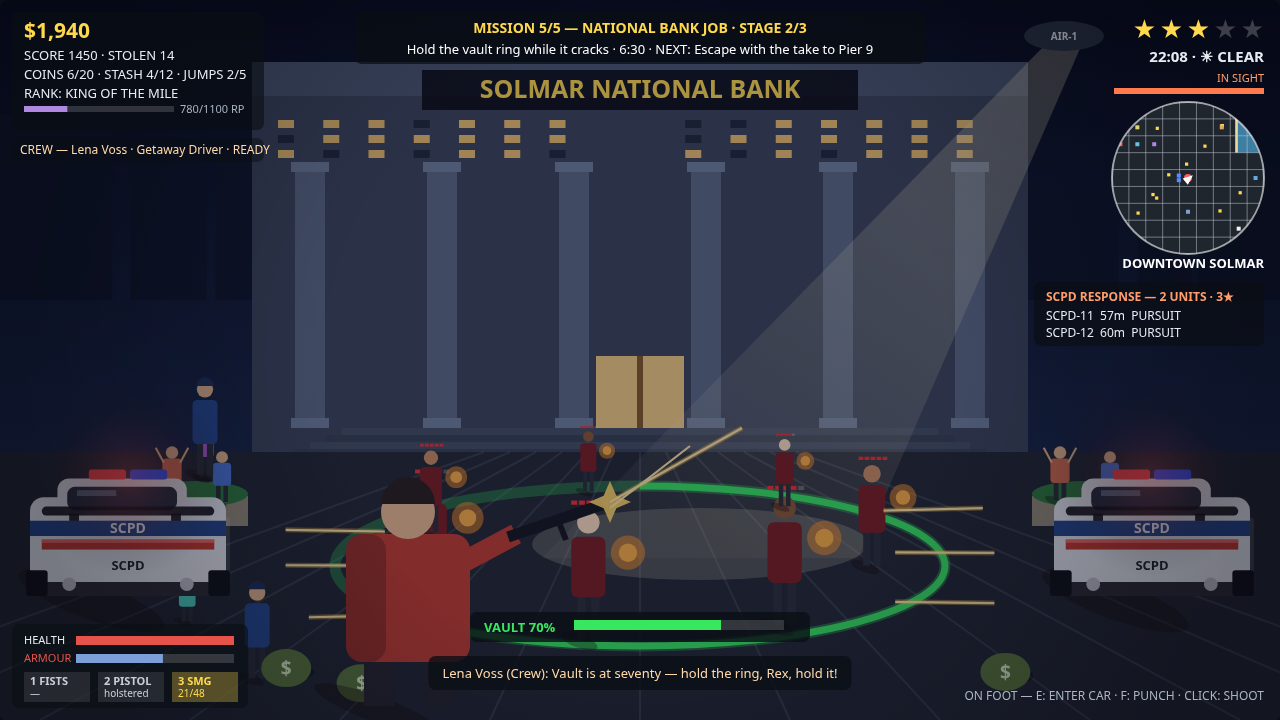 $1,940
SCORE 1450 · STOLEN 14
COINS 6/20 · STASH 4/12 · JUMPS 2/5
RANK: KING OF THE MILE
780/1100 RP
CREW — Lena Voss · Getaway Driver · READY
MISSION 5/5 — NATIONAL BANK JOB · STAGE 2/3
Hold the vault ring while it cracks · 6:30 · NEXT: Escape with the take to Pier 9
SOLMAR NATIONAL BANK
AIR-1
★★★★★
22:08 · ☀ CLEAR
IN SIGHT
DOWNTOWN SOLMAR
SCPD RESPONSE — 2 UNITS · 3★
SCPD-11 57m PURSUIT
SCPD-12 60m PURSUIT
SCPD
SCPD
SCPD
SCPD
VAULT 70%
Lena Voss (Crew): Vault is at seventy — hold the ring, Rex, hold it!
HEALTH
ARMOUR
1 FISTS
—
2 PISTOL
holstered
3 SMG
21/48
$
$
$
ON FOOT — E: ENTER CAR · F: PUNCH · CLICK: SHOOT